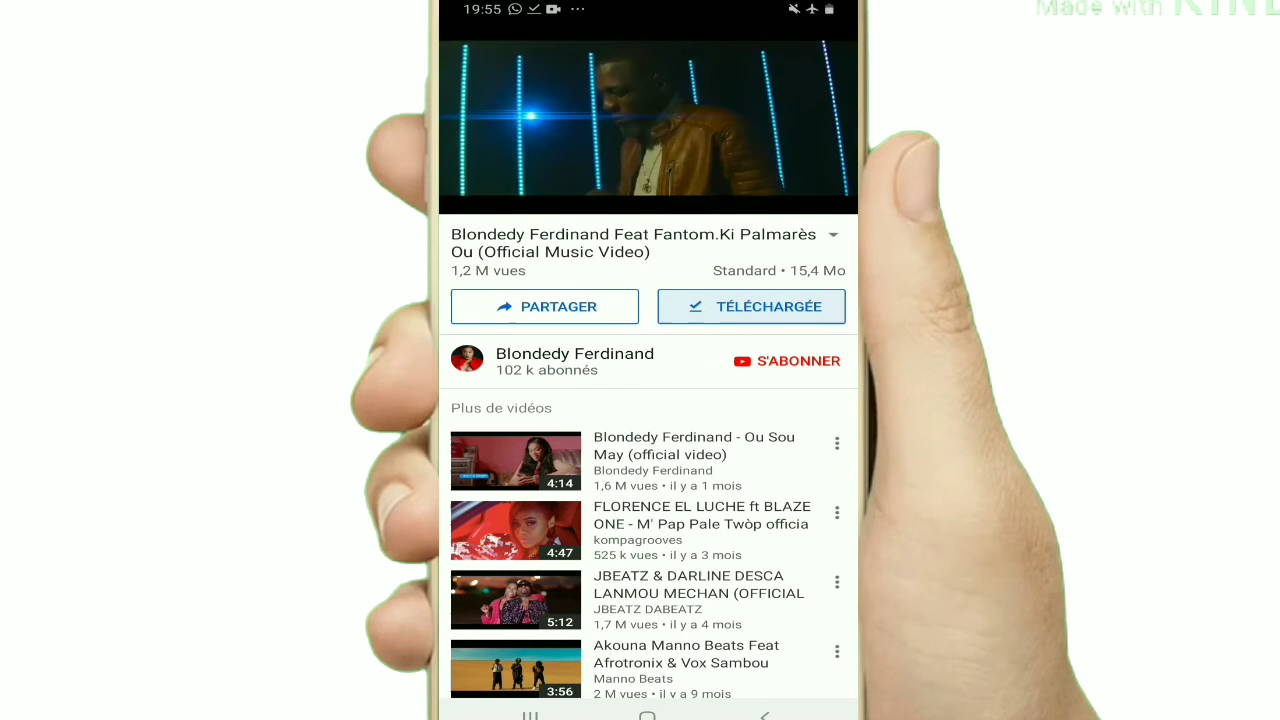 Made with KINE
19:55
Blondedy Ferdinand Feat Fantom.Ki Palmarès
Ou (Official Music Video)
1,2 M vues
Standard • 15,4 Mo
PARTAGER
TÉLÉCHARGÉE
Blondedy Ferdinand
102 k abonnés
S'ABONNER
Plus de vidéos
Blondedy Ferdinand - Ou Sou
May (official video)
Blondedy Ferdinand
1,6 M vues • il y a 1 mois
4:14
FLORENCE EL LUCHE ft BLAZE
ONE - M' Pap Pale Twòp officia
kompagrooves
525 k vues • il y a 3 mois
4:47
JBEATZ & DARLINE DESCA
LANMOU MECHAN (OFFICIAL
JBEATZ DABEATZ
1,7 M vues • il y a 4 mois
5:12
Akouna Manno Beats Feat
Afrotronix & Vox Sambou
Manno Beats
2 M vues • il y a 9 mois
3:56